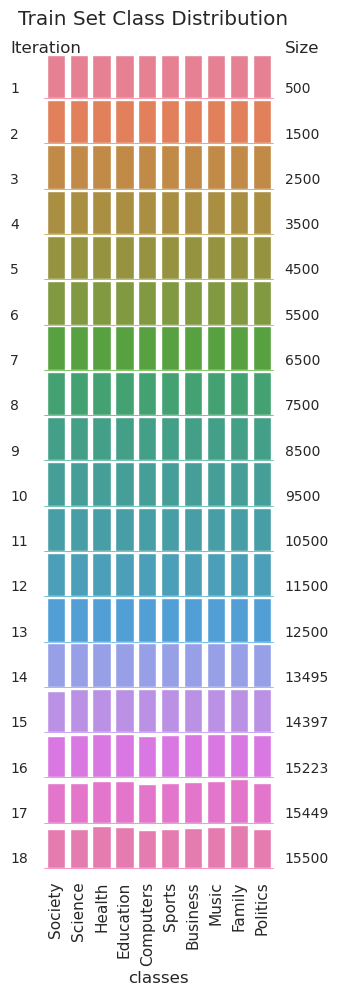 Train Set Class Distribution
Iteration Size
1 500
2 1500
3 2500
4 3500
5 4500
6 5500
7 6500
8 7500
9 8500
10 9500
11 10500
12 11500
13 12500
14 13495
15 14397
16 15223
17 15449
18 15500
Society
Science
Health
Education
Computers
Sports
Business
Music
Family
Politics
classes